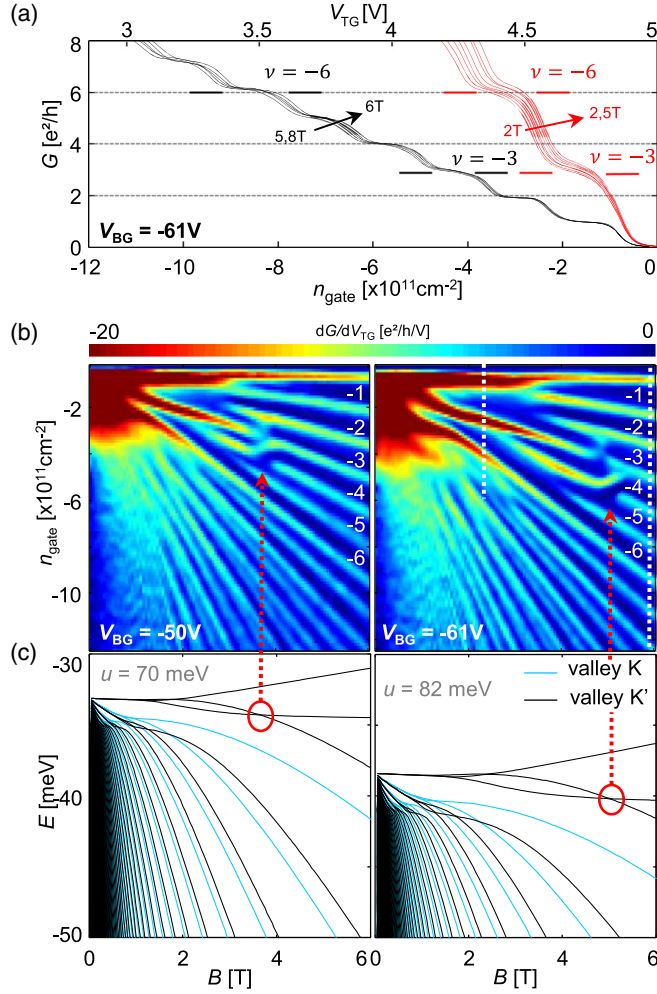 (a)
V_TG [V]
3 3.5 4 4.5 5
8
6
4
2
0
G [e²/h]
ν = −6
ν = −6
6T
5,8T
2,5T
2T
ν = −3
ν = −3
V_BG = -61V
-12 -10 -8 -6 -4 -2 0
n_gate [x10¹¹cm⁻²]
(b)
-20
dG/dV_TG [e²/h/V]
0
-2
-6
-10
n_gate [x10¹¹cm⁻²]
-1
-2
-3
-4
-5
-6
V_BG = -50V
-1
-2
-3
-4
-5
-6
V_BG = -61V
(c)
-30
-40
-50
E [meV]
u = 70 meV
u = 82 meV
valley K
valley K'
0 2 4 6 0 2 4 6
B [T]
B [T]